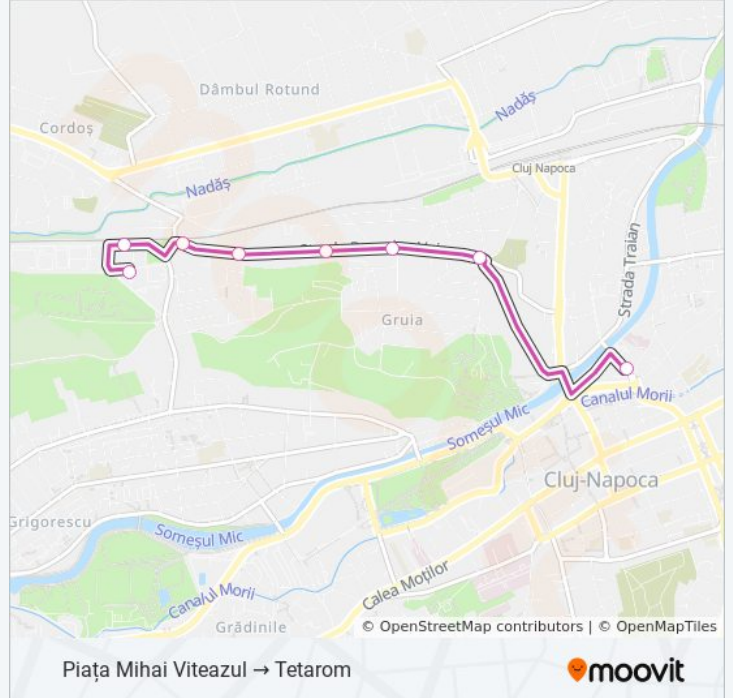 Dâmbul Rotund
Nadăș
Cordoș
Cluj Napoca
Nadăș
Strada Traian
Gruia
Canalul Morii
Someșul Mic
Cluj-Napoca
Grigorescu
Someșul Mic
Calea Moților
Canalul Morii
Grădinile
© OpenStreetMap contributors | © OpenMapTiles
Piața Mihai Viteazul → Tetarom
moovit